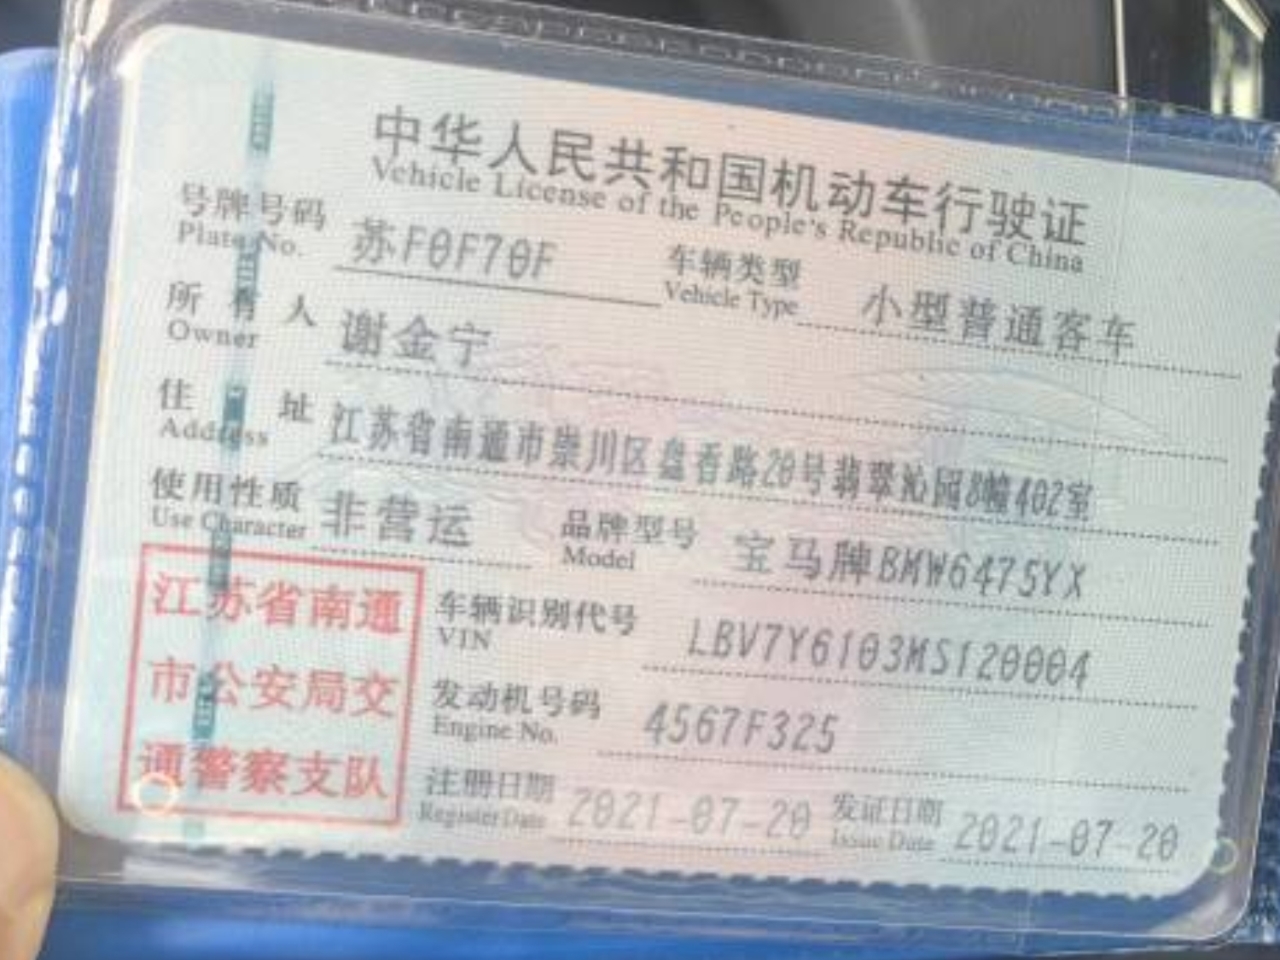 中华人民共和国机动车行驶证
Vehicle License of the People's Republic of China
号牌号码 苏F0F70F 车辆类型 小型普通客车
Plate No. Vehicle Type
所有人 谢金宁
Owner
住址 江苏省南通市崇川区盘香路20号翡翠沁园8幢402室
Address
使用性质 非营运 品牌型号 宝马牌BMW6475YX
Use Character Model
江苏省南通
市公安局交
通警察支队
车辆识别代号 LBV7Y6103MS120004
VIN
发动机号码 4567F325
Engine No.
注册日期 2021-07-20 发证日期 2021-07-20
Register Date Issue Date